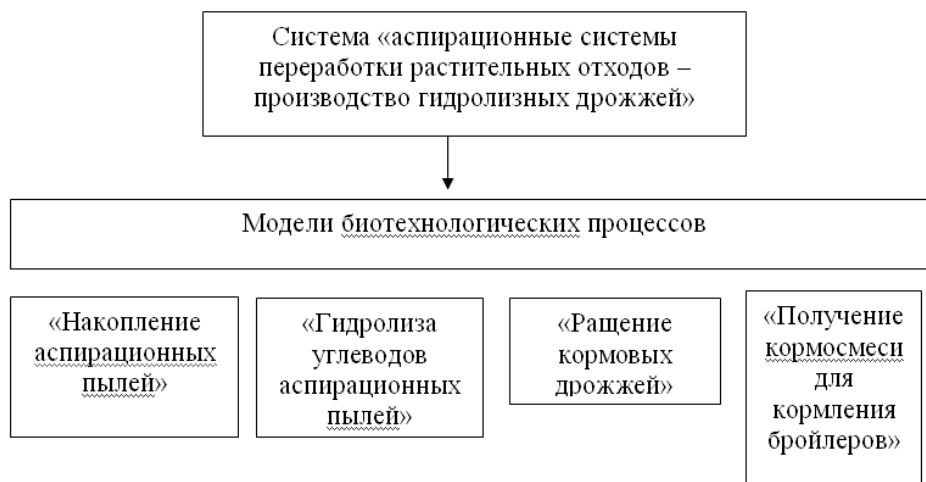 Система «аспирационные системы
переработки растительных отходов –
производство гидролизных дрожжей»
Модели биотехнологических процессов
«Накопление
аспирационных
пылей»
«Гидролиза
углеводов
аспирационных
пылей»
«Ращение
кормовых
дрожжей»
«Получение
кормосмеси
для
кормления
бройлеров»